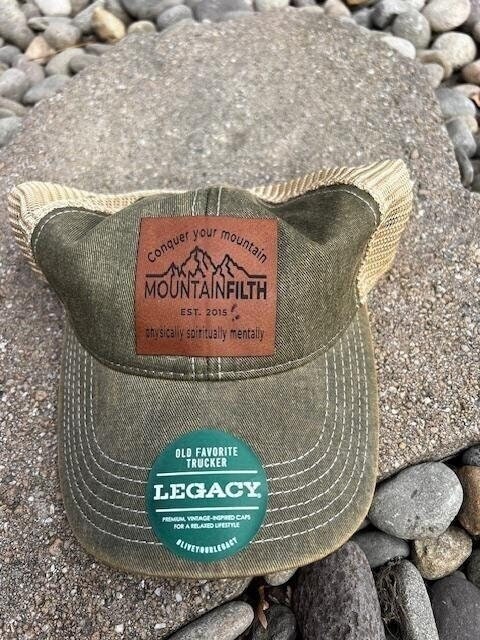 Conquer your mountain
MOUNTAINFILTH
EST. 2015
physically spiritually mentally
OLD FAVORITE
TRUCKER
LEGACY®
PREMIUM, VINTAGE-INSPIRED CAPS
FOR A RELAXED LIFESTYLE
#LIVEYOURLEGACY